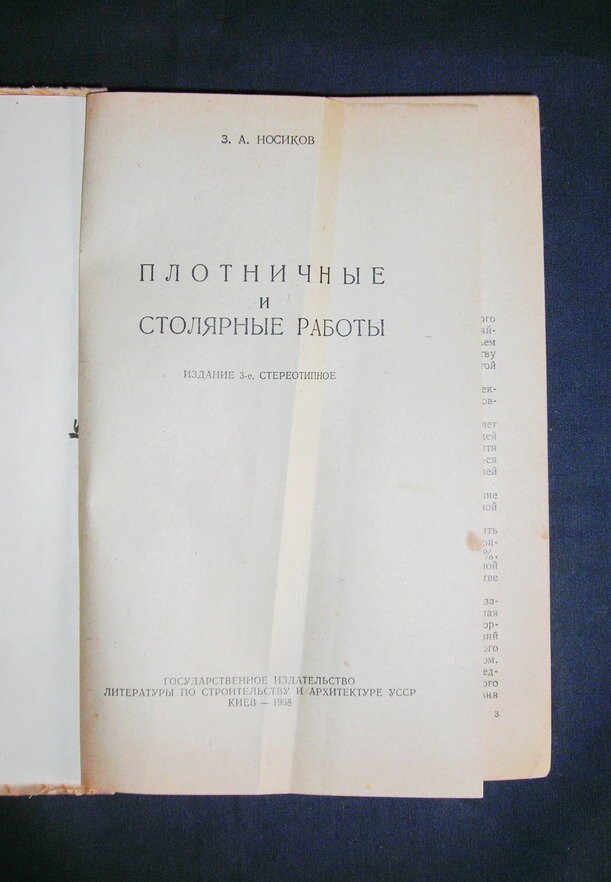 З. А. НОСИКОВ
ПЛОТНИЧНЫЕ
И
СТОЛЯРНЫЕ РАБОТЫ
ИЗДАНИЕ 3-е, СТЕРЕОТИПНОЕ
ГОСУДАРСТВЕННОЕ ИЗДАТЕЛЬСТВО
ЛИТЕРАТУРЫ ПО СТРОИТЕЛЬСТВУ И АРХИТЕКТУРЕ УССР
КИЕВ — 1958
3